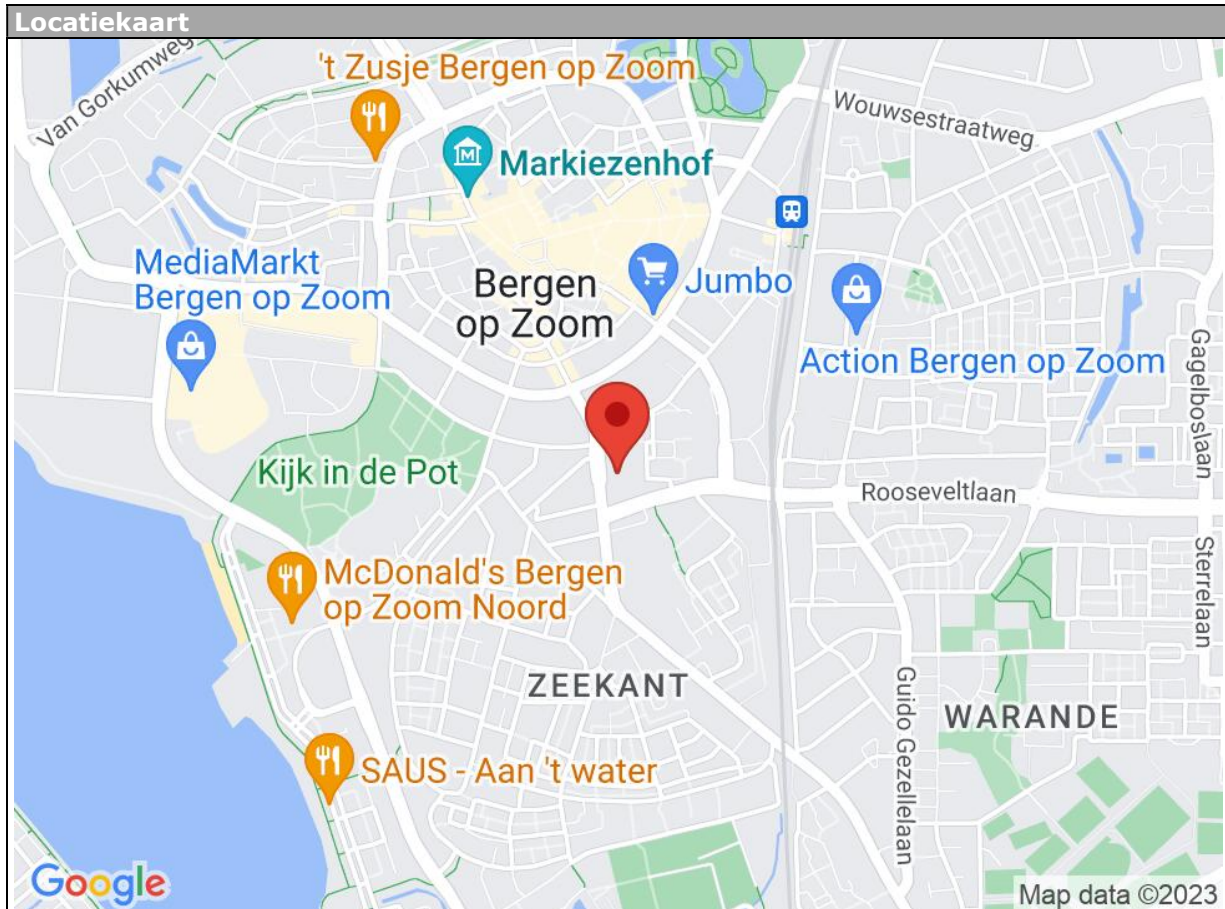 Locatiekaart
Van Gorkumweg
't Zusje Bergen op Zoom
Wouwsestraatweg
Markiezenhof
MediaMarkt
Bergen op Zoom
Bergen
op Zoom
Jumbo
Action Bergen op Zoom
Gagelboslaan
Kijk in de Pot
Rooseveltlaan
McDonald's Bergen
op Zoom Noord
Sterrelaan
ZEEKANT
Guido Gezellelaan
WARANDE
SAUS - Aan 't water
Google
Map data ©2023